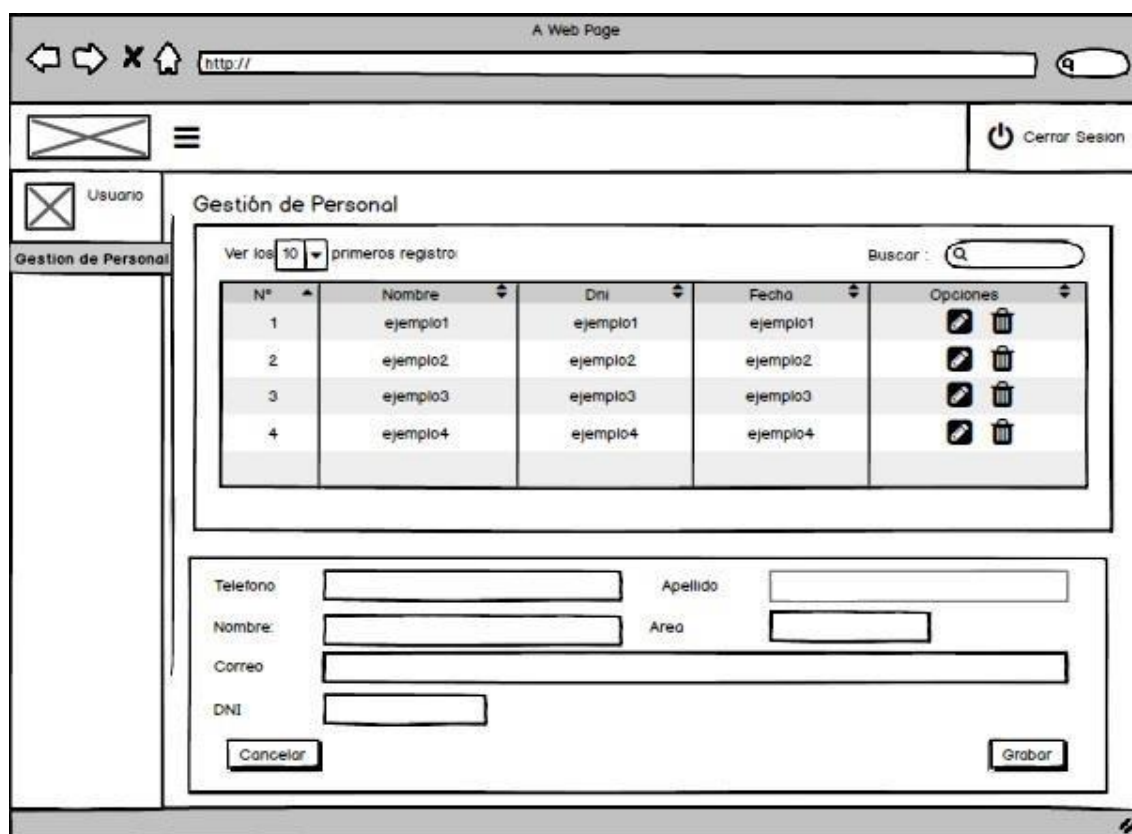 A Web Page
http://
Cerrar Sesion
Usuario
Gestion de Personal
Gestión de Personal
Ver los 10 primeros registro
Buscar :
N° Nombre Dni Fecha Opciones
1 ejemplo1 ejemplo1 ejemplo1
2 ejemplo2 ejemplo2 ejemplo2
3 ejemplo3 ejemplo3 ejemplo3
4 ejemplo4 ejemplo4 ejemplo4
Telefono Apellido
Nombre: Area
Correo
DNI
Cancelar Grabar